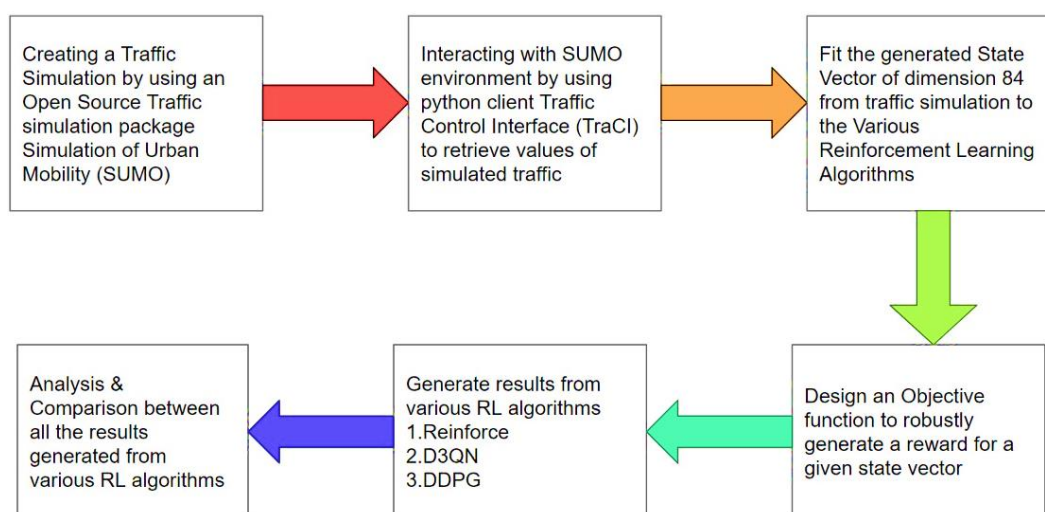 Creating a Traffic
Simulation by using an
Open Source Traffic
simulation package
Simulation of Urban
Mobility (SUMO)
Interacting with SUMO
environment by using
python client Traffic
Control Interface (TraCI)
to retrieve values of
simulated traffic
Fit the generated State
Vector of dimension 84
from traffic simulation to
the Various
Reinforcement Learning
Algorithms
Design an Objective
function to robustly
generate a reward for a
given state vector
Generate results from
various RL algorithms
1.Reinforce
2.D3QN
3.DDPG
Analysis &
Comparison between
all the results
generated from
various RL algorithms